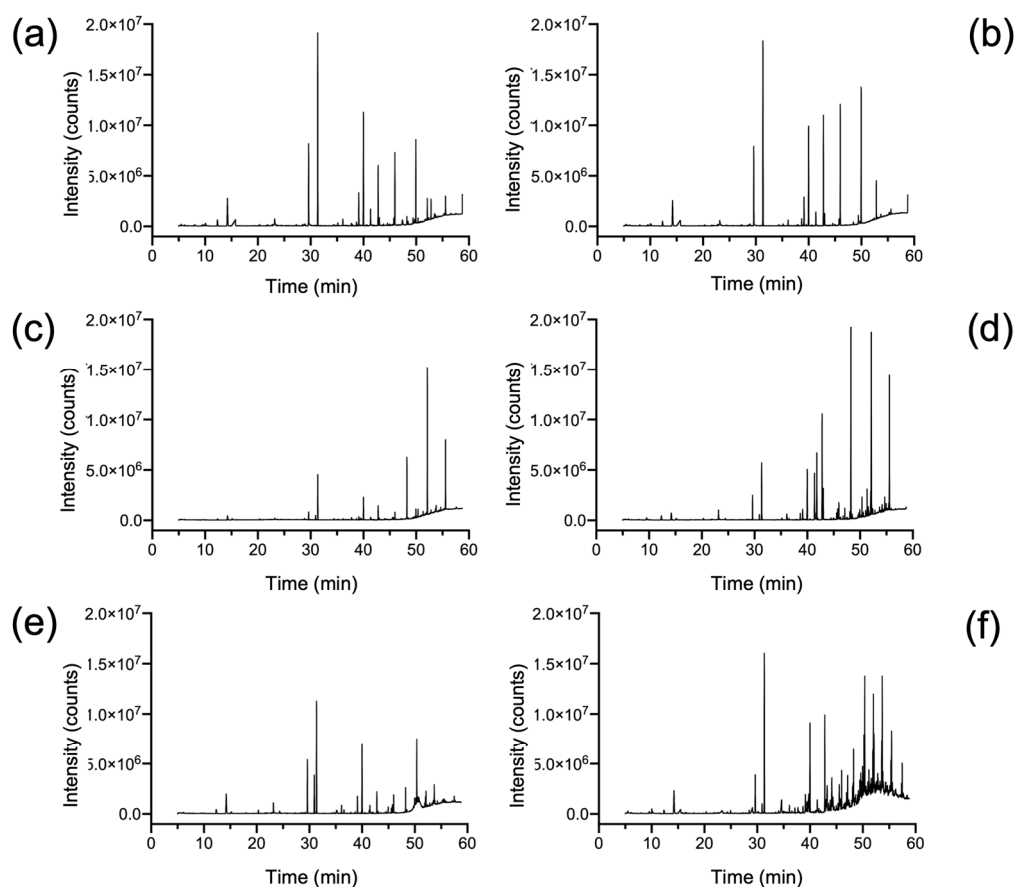 (a)
Intensity (counts)
2.0×10⁷
1.5×10⁷
1.0×10⁷
5.0×10⁶
0.0
0 10 20 30 40 50 60
Time (min)
(b)
Intensity (counts)
2.0×10⁷
1.5×10⁷
1.0×10⁷
5.0×10⁶
0.0
0 10 20 30 40 50 60
Time (min)
(c)
Intensity (counts)
2.0×10⁷
1.5×10⁷
1.0×10⁷
5.0×10⁶
0.0
0 10 20 30 40 50 60
Time (min)
(d)
Intensity (counts)
2.0×10⁷
1.5×10⁷
1.0×10⁷
5.0×10⁶
0.0
0 10 20 30 40 50 60
Time (min)
(e)
Intensity (counts)
2.0×10⁷
1.5×10⁷
1.0×10⁷
5.0×10⁶
0.0
0 10 20 30 40 50 60
Time (min)
(f)
Intensity (counts)
2.0×10⁷
1.5×10⁷
1.0×10⁷
5.0×10⁶
0.0
10 20 30 40 50 60
Time (min)